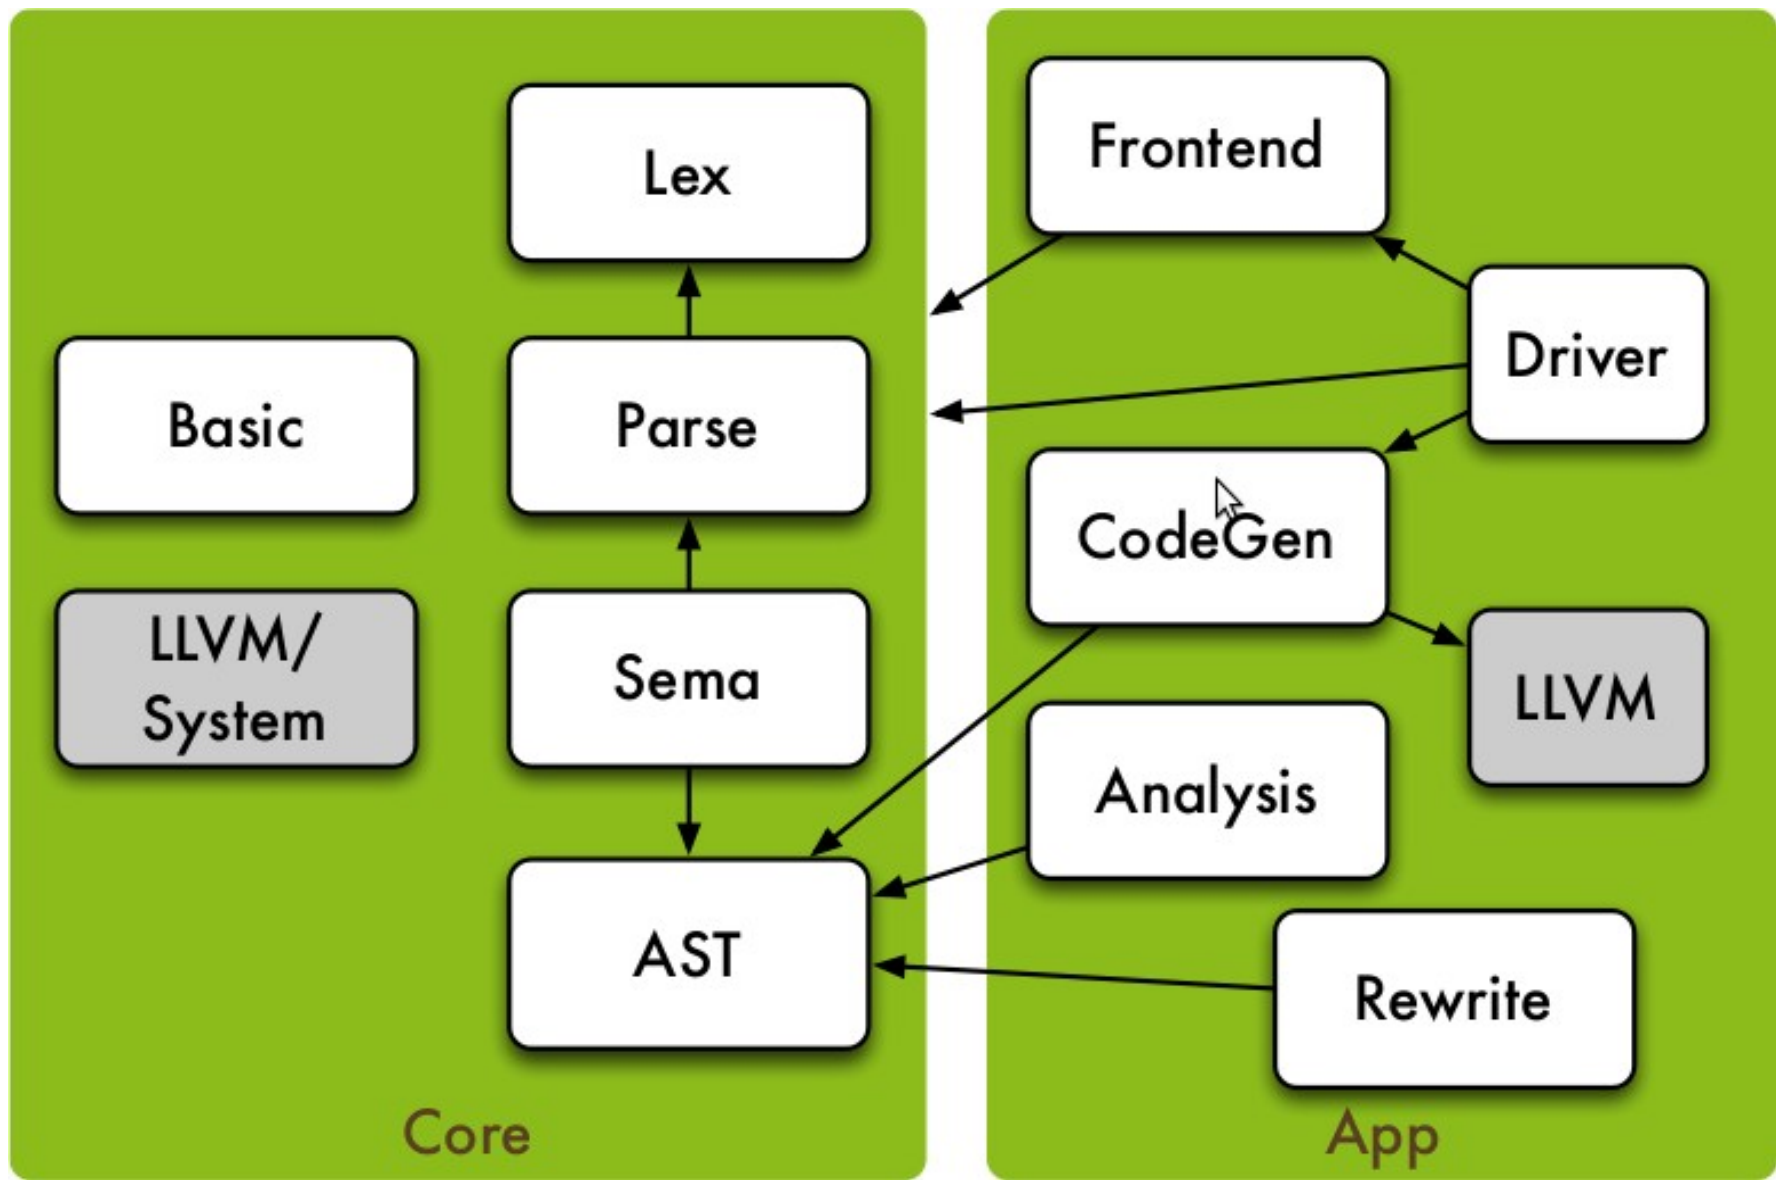 Lex
Basic
Parse
LLVM/
System
Sema
AST
Core
Frontend
Driver
CodeGen
LLVM
Analysis
Rewrite
App